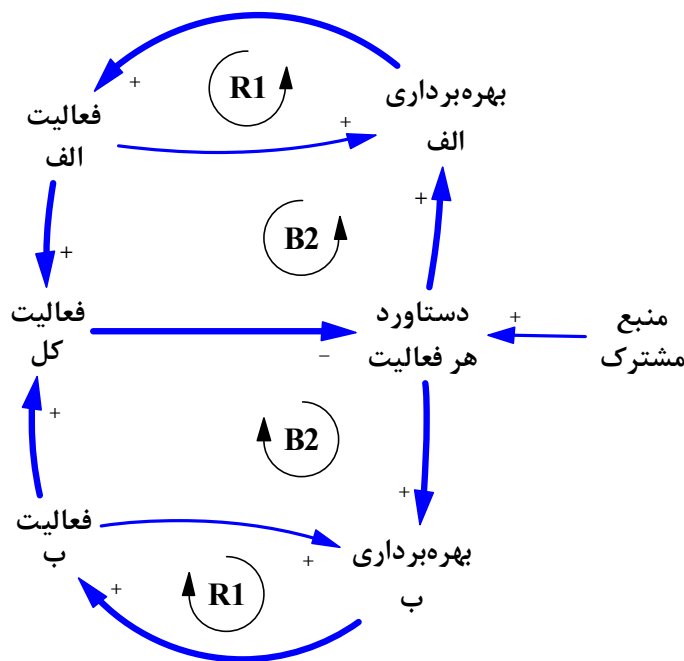 R1
بهره‌برداری
الف
فعالیت
الف
+
+
+
+
B2
فعالیت
کل
دستاورد
هر فعالیت
منبع
مشترک
+
−
+
B2
+
فعالیت
ب
بهره‌برداری
ب
+
+
R1